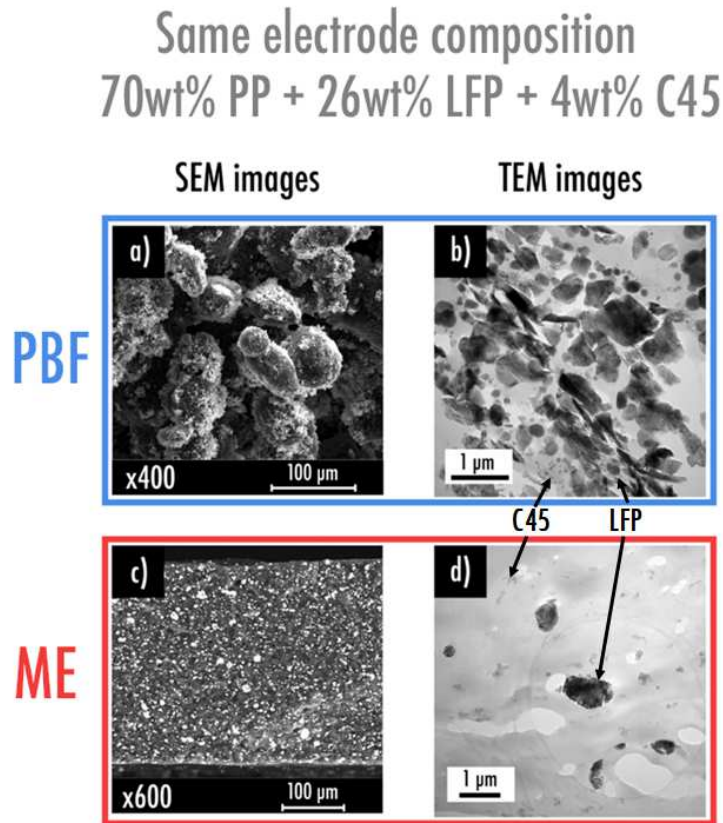 Same electrode composition
70wt% PP + 26wt% LFP + 4wt% C45
SEM images
TEM images
PBF
a)
x400
100 µm
b)
1 µm
C45
LFP
ME
c)
x600
100 µm
d)
1 µm